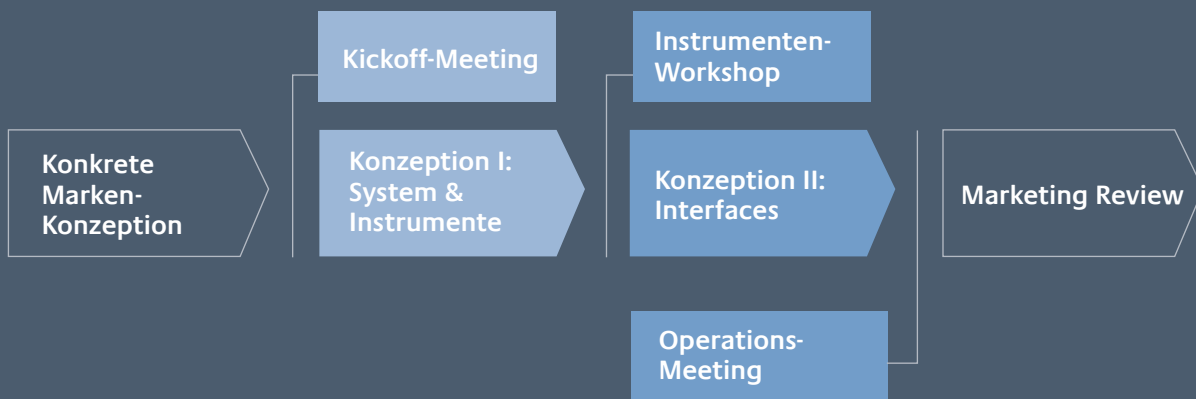 Kickoff-Meeting
Instrumenten-
Workshop
Konkrete
Marken-
Konzeption
Konzeption I:
System &
Instrumente
Konzeption II:
Interfaces
Marketing Review
Operations-
Meeting